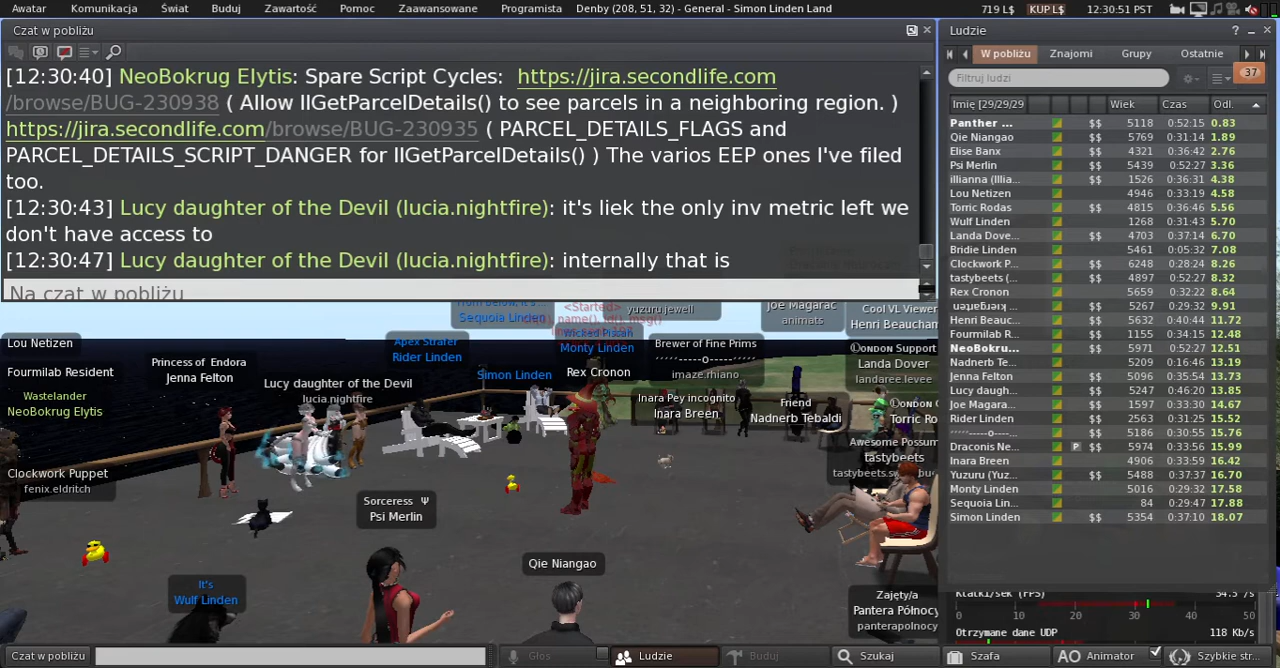 Awatar Komunikacja Świat Buduj Zawartość Pomoc Zaawansowane Programista Denby (208, 51, 32) - General - Simon Linden Land 719 L$ KUP L$ 12:30:51 PST
Czat w pobliżu
[12:30:40] NeoBokrug Elytis: Spare Script Cycles: https://jira.secondlife.com
/browse/BUG-230938 ( Allow llGetParcelDetails() to see parcels in a neighboring region. )
https://jira.secondlife.com/browse/BUG-230935 ( PARCEL_DETAILS_FLAGS and
PARCEL_DETAILS_SCRIPT_DANGER for llGetParcelDetails() ) The varios EEP ones I've filed
too.
[12:30:43] Lucy daughter of the Devil (lucia.nightfire): it's liek the only inv metric left we
don't have access to
[12:30:47] Lucy daughter of the Devil (lucia.nightfire): internally that is
Na czat w pobliżu
Sequoia Linden
<Started>
yuzuru.jewell
Joe Magarac
animats
Cool VL Viewer
Henri Beaucham
Lou Netizen
Fourmilab Resident
Wastelander
NeoBokrug Elytis
Princess of Endora
Jenna Felton
Lucy daughter of the Devil
lucia.nightfire
Apex Strafer
Rider Linden
Simon Linden
Wicked Pissah
Monty Linden
Rex Cronon
Brewer of Fine Prims
'''''-----o----'''''
imaze.rhiano
Inara Pey incognito
Inara Breen
Friend
Nadnerb Tebaldi
London Support
Landa Dover
landaree.levee
Torric Ro
Awesome Possum
tastybeets
Clockwork Puppet
fenix.eldritch
Sorceress Ψ
Psi Merlin
Qie Niangao
It's
Wulf Linden
Zajęty/a
Pantera Północy
panterapolnocy
Ludzie
W pobliżu Znajomi Grupy Ostatnie
Filtruj ludzi
37
Imię [29/29/29 Wiek Czas Odl.
Panther ... $$ 5118 0:52:15 0.83
Qie Niangao $$ 5769 0:31:14 1.89
Elise Banx $$ 4321 0:36:42 2.76
Psi Merlin $$ 5439 0:52:27 3.36
illianna (Illia... $$ 1526 0:36:31 4.38
Lou Netizen 4946 0:33:19 4.58
Torric Rodas $$ 4815 0:36:46 5.56
Wulf Linden 1268 0:31:43 5.70
Landa Dove... $$ 4703 0:37:14 6.70
Bridie Linden 5461 0:05:32 7.08
Clockwork P... $$ 6248 0:28:24 8.26
tastybeets (... $$ 4897 0:27:52 8.32
Rex Cronon 5659 0:32:22 8.64
$$ 5267 0:29:32 9.91
Henri Beauc... $$ 5632 0:40:44 11.72
Fourmilab R... $$ 1155 0:34:15 12.48
NeoBokru... $$ 5971 0:52:27 12.51
Nadnerb Te... 5209 0:16:46 13.19
Jenna Felton $$ 5096 0:35:54 13.73
Lucy daugh... $$ 5247 0:46:20 13.85
Joe Magara... $$ 1597 0:33:30 14.67
Rider Linden $$ 2563 0:31:25 15.52
'''''-----o---... $$ 5186 0:30:55 15.76
Draconis Ne... P $$ 5974 0:33:56 15.99
Inara Breen 4906 0:33:59 16.42
Yuzuru (Yuz... $$ 5488 0:37:37 16.70
Monty Linden 5016 0:29:32 17.58
Sequoia Lin... 84 0:29:47 17.88
Simon Linden $$ 5354 0:37:10 18.07
Klatki/sek (FPS) 34.5 /s
0 10 20 30 40 50
Otrzymane dane UDP 118 Kb/s
Czat w pobliżu Głos Ludzie Buduj Szukaj Szafa AO Animator Szybkie str...